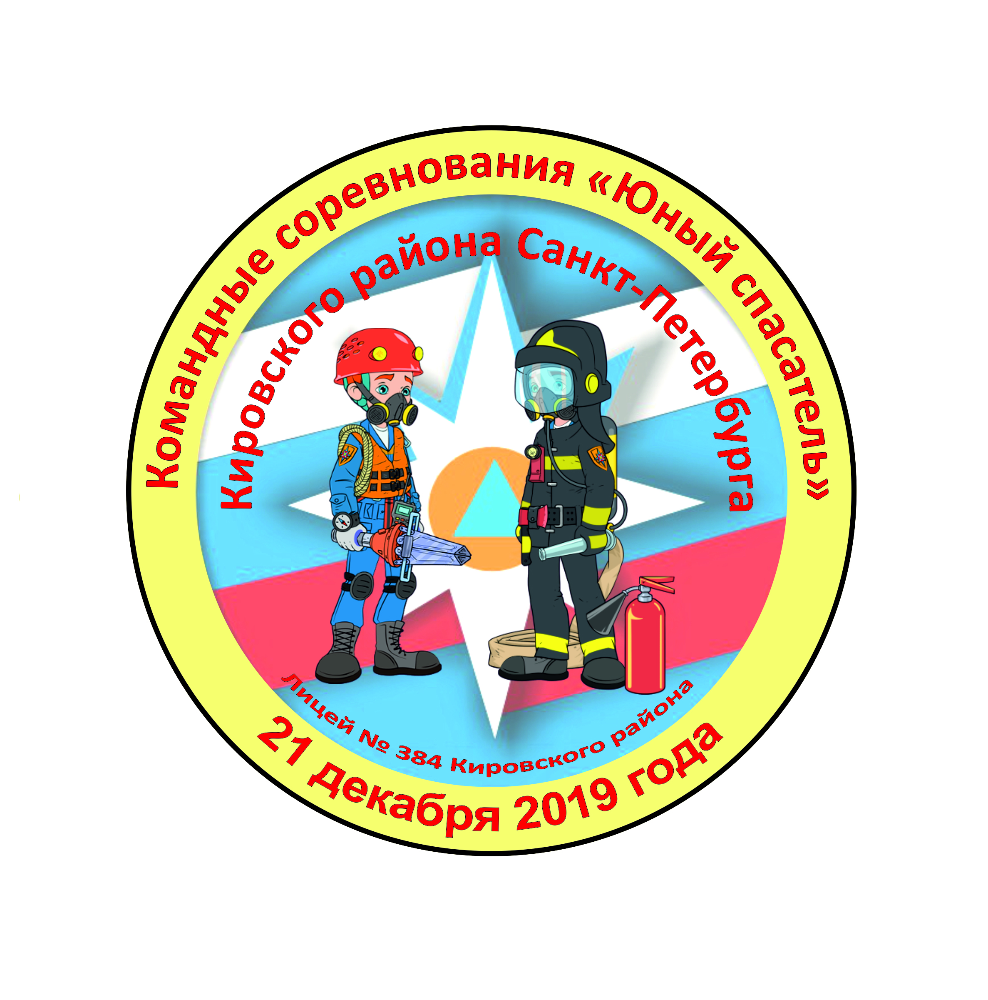 Командные соревнования «Юный спасатель»
Кировского района Санкт-Петербурга
Лицей № 384 Кировского района
21 декабря 2019 года